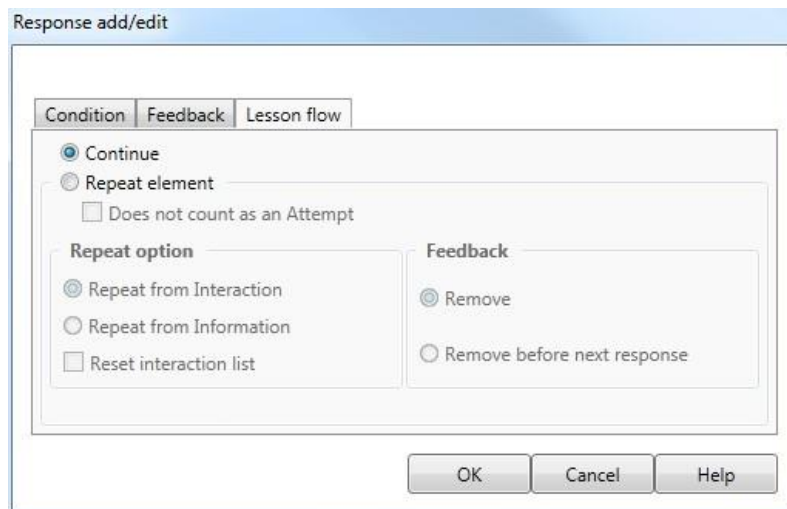 Response add/edit
Condition Feedback Lesson flow
Continue
Repeat element
Does not count as an Attempt
Repeat option
Repeat from Interaction
Repeat from Information
Reset interaction list
Feedback
Remove
Remove before next response
OK Cancel Help